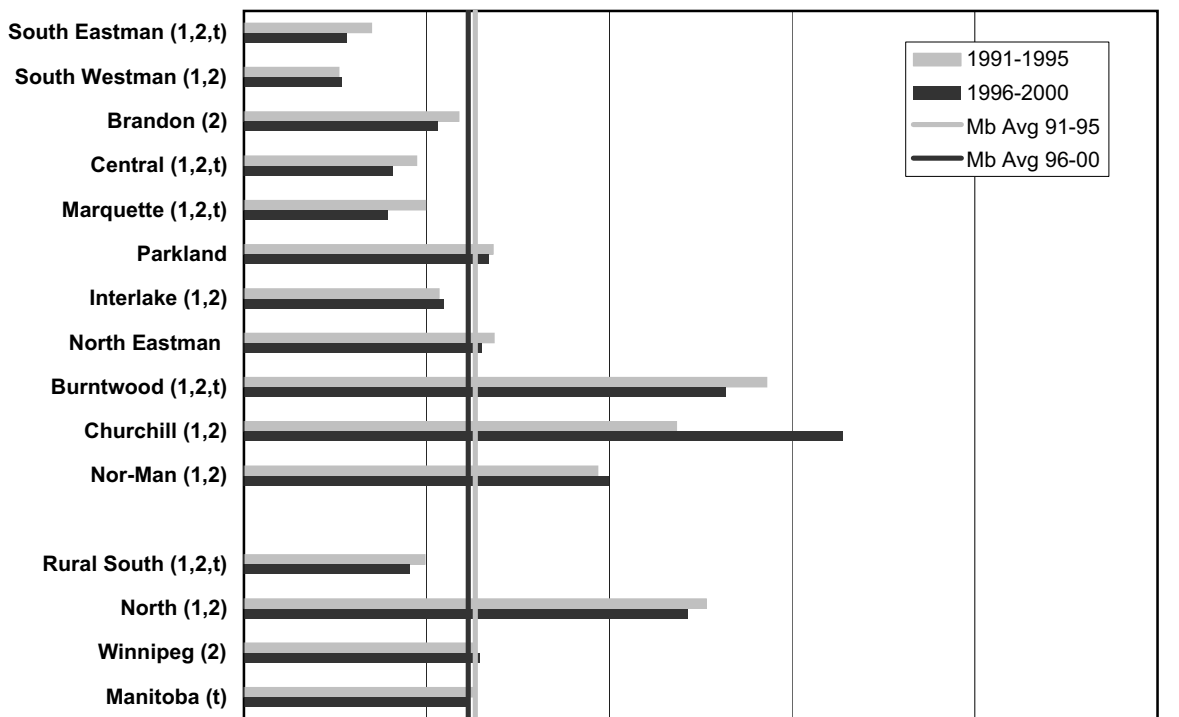 South Eastman (1,2,t)
South Westman (1,2)
Brandon (2)
Central (1,2,t)
Marquette (1,2,t)
Parkland
Interlake (1,2)
North Eastman
Burntwood (1,2,t)
Churchill (1,2)
Nor-Man (1,2)
Rural South (1,2,t)
North (1,2)
Winnipeg (2)
Manitoba (t)
1991-1995
1996-2000
Mb Avg 91-95
Mb Avg 96-00